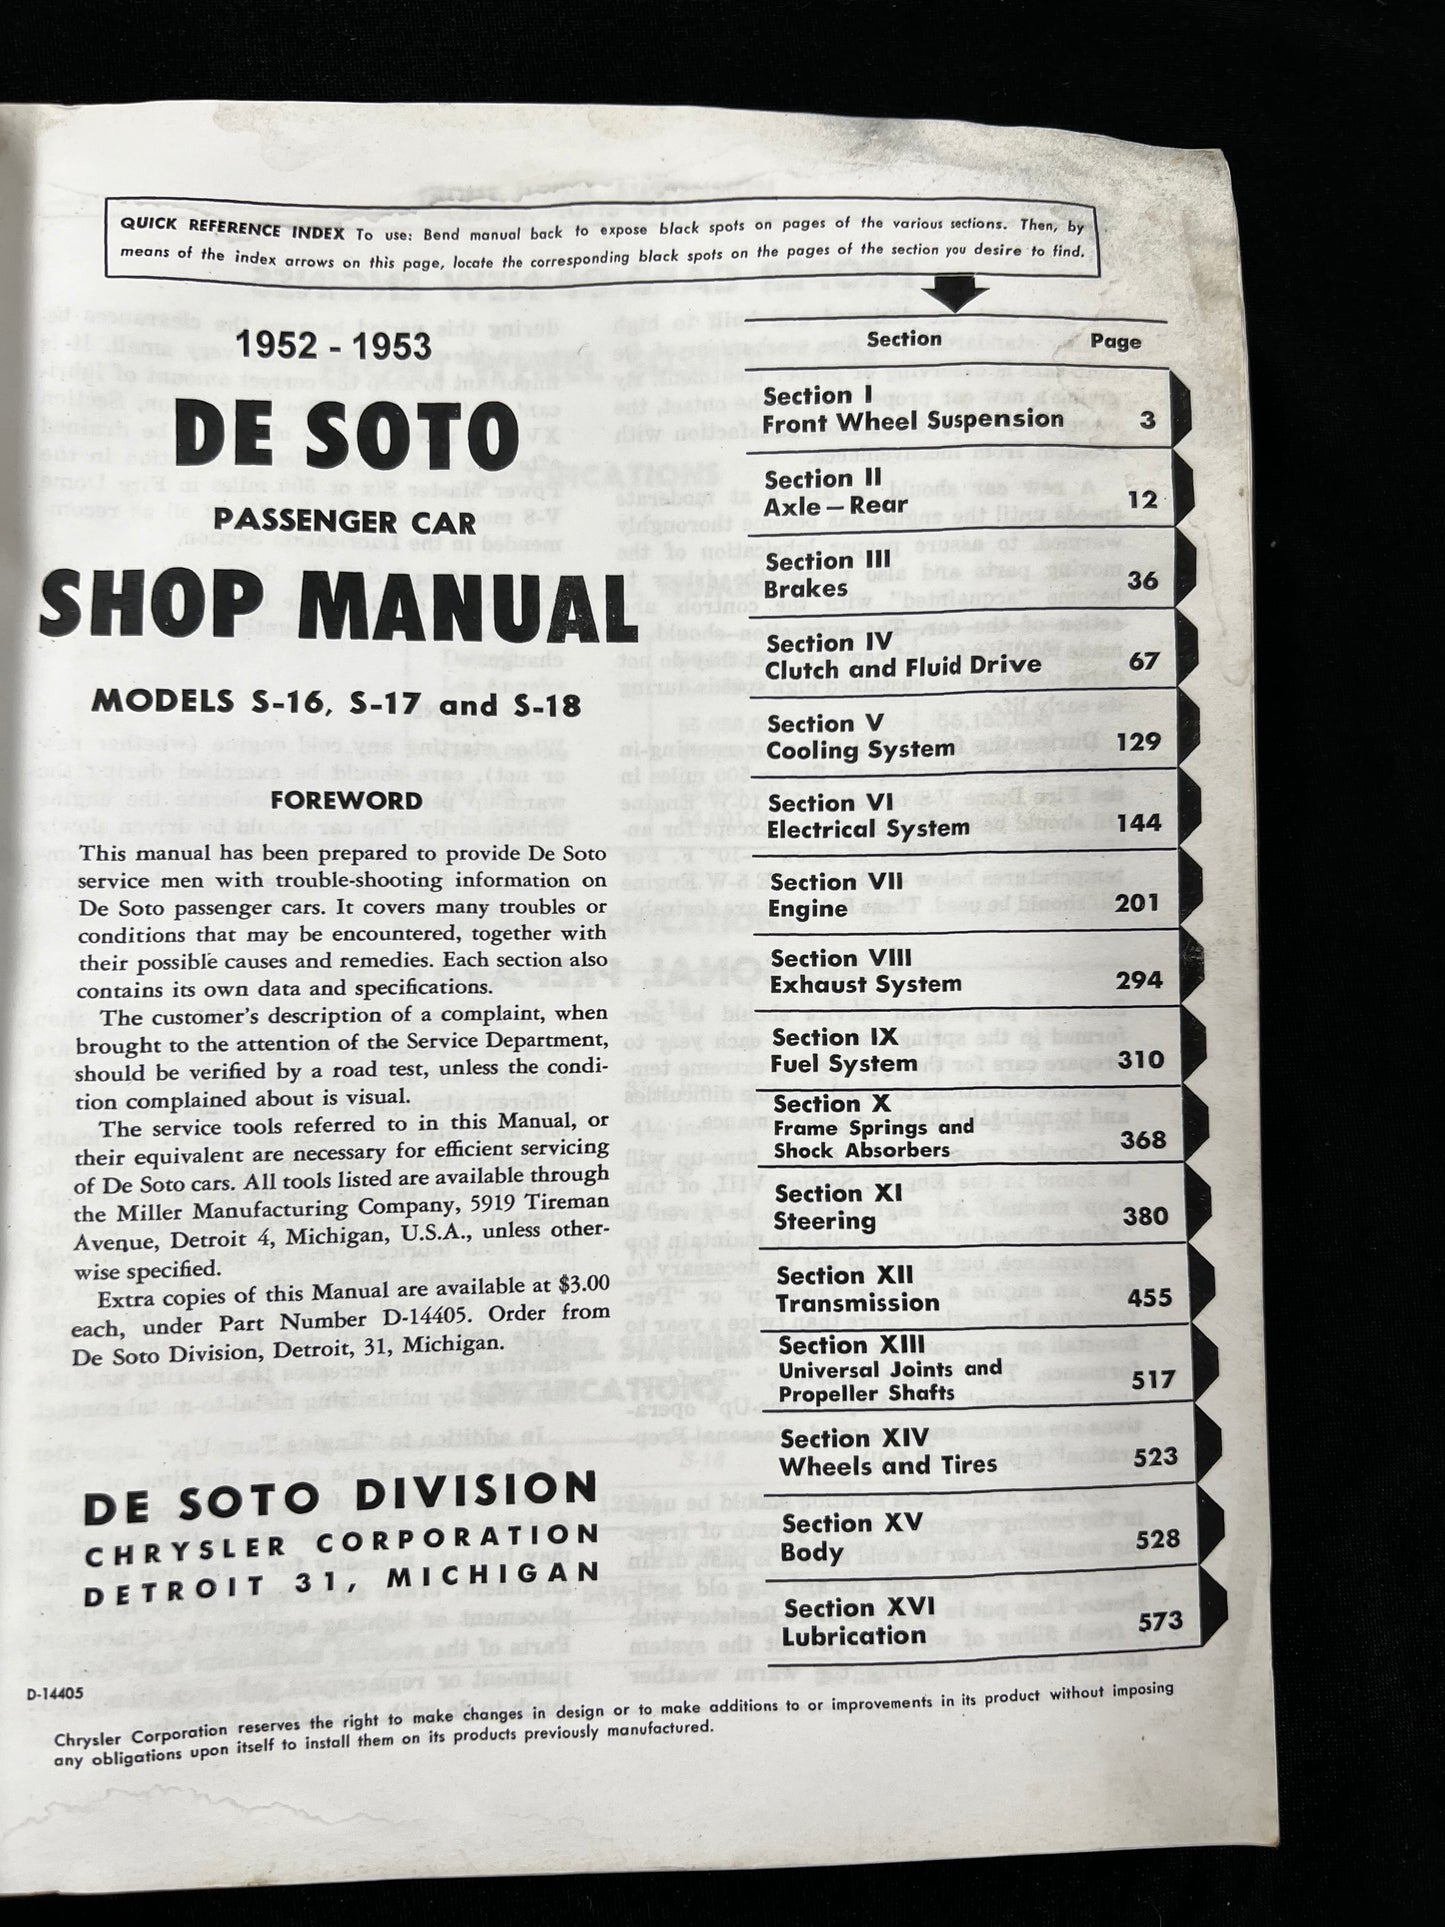 QUICK REFERENCE INDEX To use: Bend manual back to expose black spots on pages of the various sections. Then, by
means of the index arrows on this page, locate the corresponding black spots on the pages of the section you desire to find.
1952 - 1953
DE SOTO
PASSENGER CAR
SHOP MANUAL
MODELS S-16, S-17 and S-18
FOREWORD
This manual has been prepared to provide De Soto
service men with trouble-shooting information on
De Soto passenger cars. It covers many troubles or
conditions that may be encountered, together with
their possible causes and remedies. Each section also
contains its own data and specifications.
The customer's description of a complaint, when
brought to the attention of the Service Department,
should be verified by a road test, unless the condi-
tion complained about is visual.
The service tools referred to in this Manual, or
their equivalent are necessary for efficient servicing
of De Soto cars. All tools listed are available through
the Miller Manufacturing Company, 5919 Tireman
Avenue, Detroit 4, Michigan, U.S.A., unless other-
wise specified.
Extra copies of this Manual are available at $3.00
each, under Part Number D-14405. Order from
De Soto Division, Detroit, 31, Michigan.
DE SOTO DIVISION
CHRYSLER CORPORATION
DETROIT 31, MICHIGAN
Section Page
Section I
Front Wheel Suspension 3
Section II
Axle — Rear 12
Section III
Brakes 36
Section IV
Clutch and Fluid Drive 67
Section V
Cooling System 129
Section VI
Electrical System 144
Section VII
Engine 201
Section VIII
Exhaust System 294
Section IX
Fuel System 310
Section X
Frame Springs and
Shock Absorbers 368
Section XI
Steering 380
Section XII
Transmission 455
Section XIII
Universal Joints and
Propeller Shafts 517
Section XIV
Wheels and Tires 523
Section XV
Body 528
Section XVI
Lubrication 573
D-14405
Chrysler Corporation reserves the right to make changes in design or to make additions to or improvements in its product without imposing
any obligations upon itself to install them on its products previously manufactured.